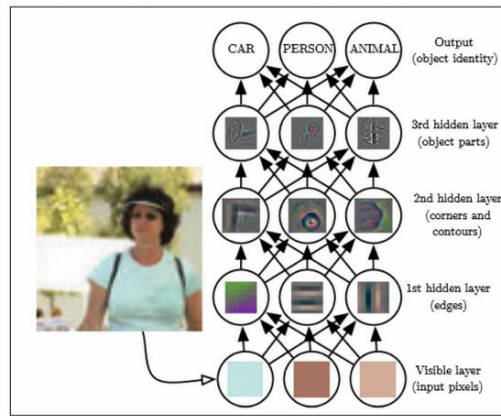 CAR PERSON ANIMAL
Output
(object identity)
3rd hidden layer
(object parts)
2nd hidden layer
(corners and
contours)
1st hidden layer
(edges)
Visible layer
(input pixels)